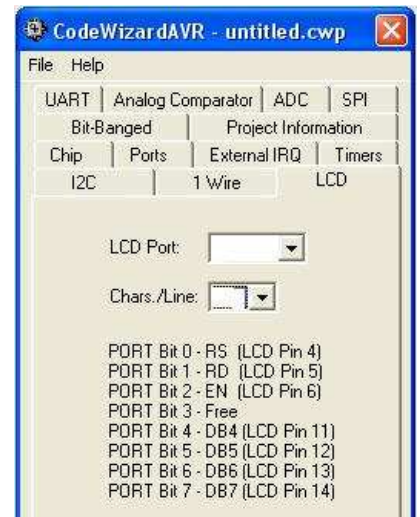 CodeWizardAVR - untitled.cwp
File Help
UART Analog Comparator ADC SPI
Bit-Banged Project Information
Chip Ports External IRQ Timers
I2C 1 Wire LCD
LCD Port:
Chars./Line:
PORT Bit 0 - RS (LCD Pin 4)
PORT Bit 1 - RD (LCD Pin 5)
PORT Bit 2 - EN (LCD Pin 6)
PORT Bit 3 - Free
PORT Bit 4 - DB4 (LCD Pin 11)
PORT Bit 5 - DB5 (LCD Pin 12)
PORT Bit 6 - DB6 (LCD Pin 13)
PORT Bit 7 - DB7 (LCD Pin 14)